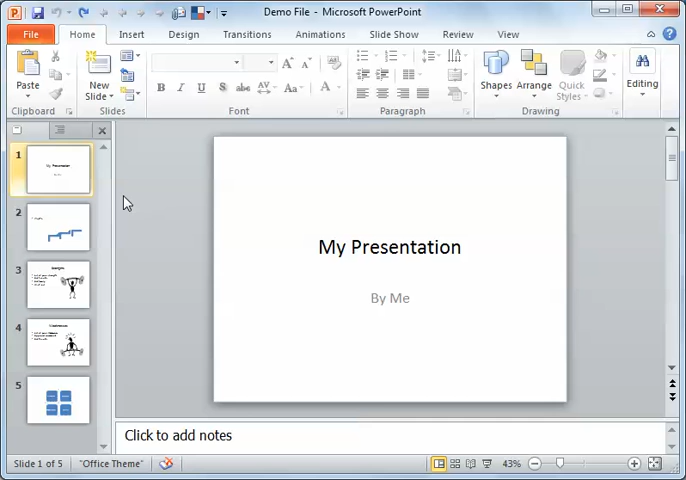 Demo File - Microsoft PowerPoint
File Home Insert Design Transitions Animations Slide Show Review View
Paste
New Slide
Shapes Arrange Quick Styles
Editing
B I U S abc AV Aa A
Clipboard Slides Font Paragraph Drawing
1
My Presentation
2
3
4
5
My Presentation
By Me
Click to add notes
Slide 1 of 5 "Office Theme" 43%